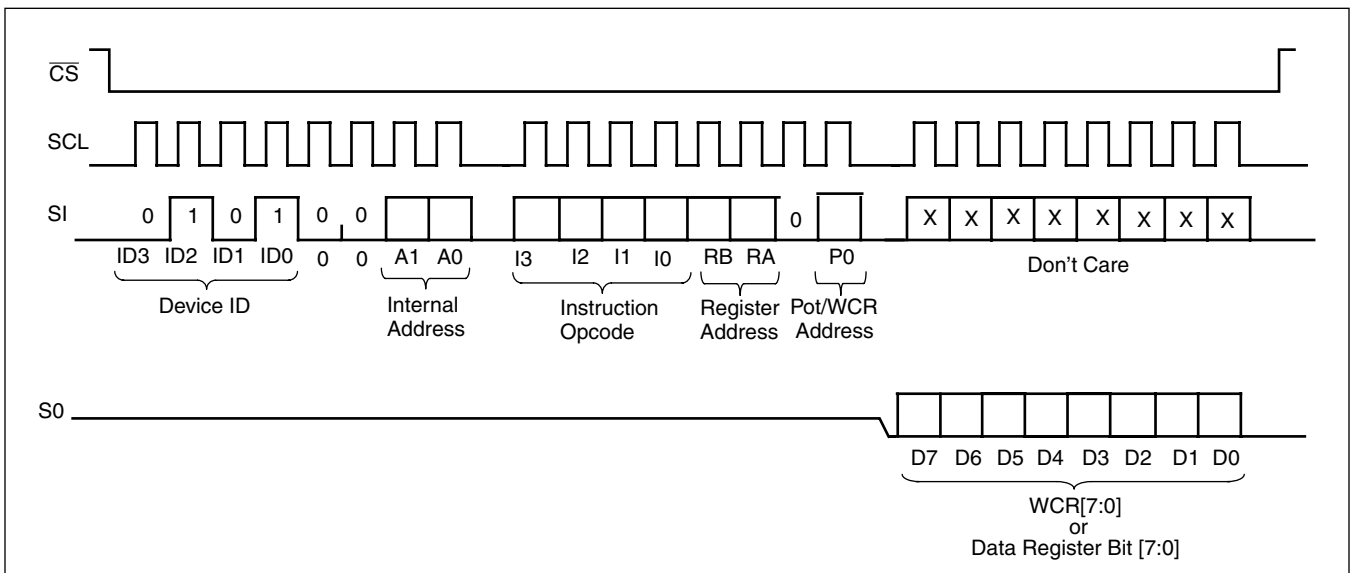 CS
SCL
SI 0 1 0 1 0 0 X X X X X X X X
0
ID3 ID2 ID1 ID0 0 0 A1 A0 I3 I2 I1 I0 RB RA P0 Don't Care
Device ID Internal Address Instruction Opcode Register Address Pot/WCR Address
S0
D7 D6 D5 D4 D3 D2 D1 D0
WCR[7:0]
or
Data Register Bit [7:0]